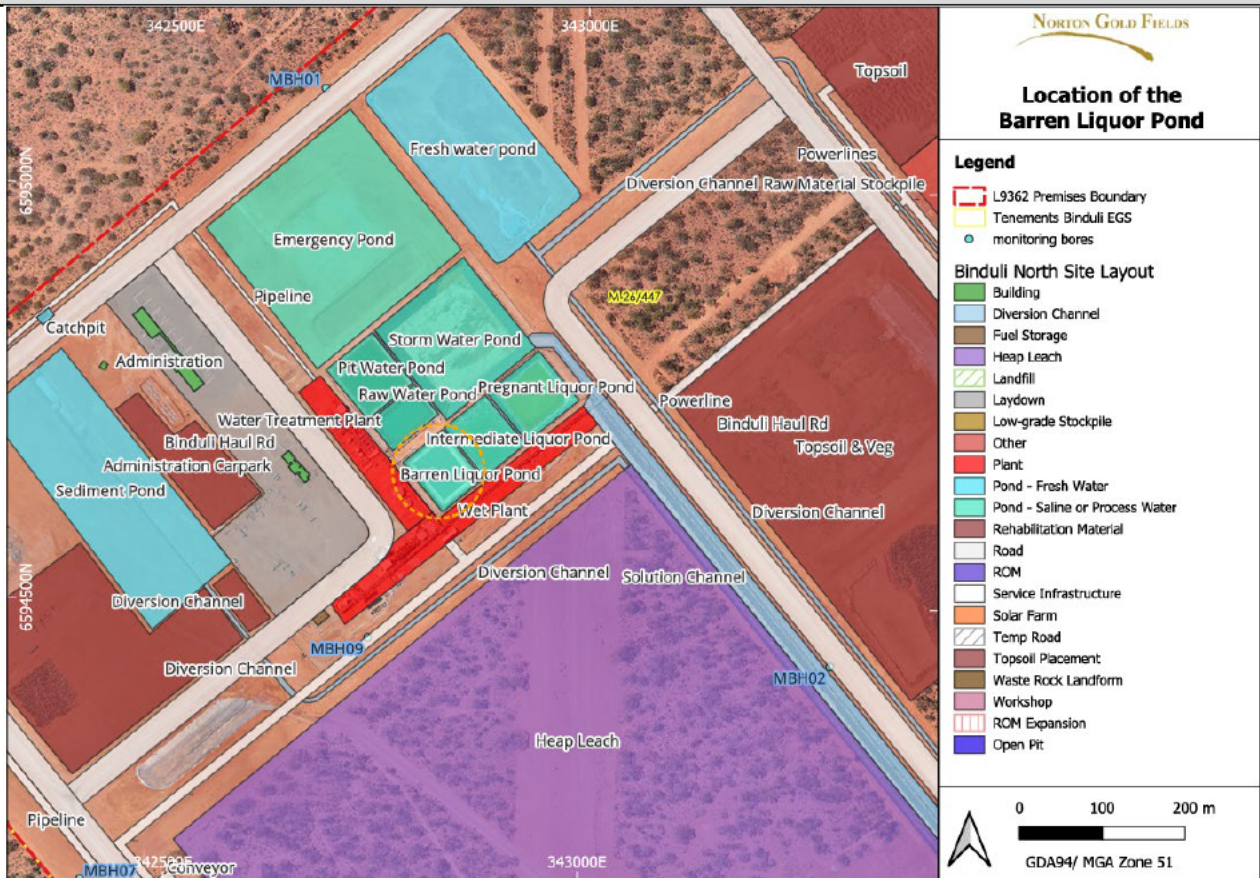 342500E
343000E
MBH01
Topsoil
Fresh water pond
Powerlines
6595000N
Diversion Channel
Raw Material Stockpile
Emergency Pond
Pipeline
M 26/447
Catchpit
Storm Water Pond
Administration
Pit Water Pond
Raw Water Pond
Pregnant Liquor Pond
Powerline
Water Treatment Plant
Binduli Haul Rd
Binduli Haul Rd
Intermediate Liquor Pond
Topsoil & Veg
Administration Carpark
Barren Liquor Pond
Sediment Pond
Wet Plant
Diversion Channel
6594500N
Diversion Channel
Solution Channel
Diversion Channel
MBH09
Diversion Channel
MBH02
Heap Leach
Pipeline
342500E
343000E
MBH07
Conveyor
NORTON GOLD FIELDS
Location of the
Barren Liquor Pond
Legend
L9362 Premises Boundary
Tenements Binduli EGS
monitoring bores
Binduli North Site Layout
Building
Diversion Channel
Fuel Storage
Heap Leach
Landfill
Laydown
Low-grade Stockpile
Other
Plant
Pond - Fresh Water
Pond - Saline or Process Water
Rehabilitation Material
Road
ROM
Service Infrastructure
Solar Farm
Temp Road
Topsoil Placement
Waste Rock Landform
Workshop
ROM Expansion
Open Pit
0 100 200 m
GDA94/ MGA Zone 51